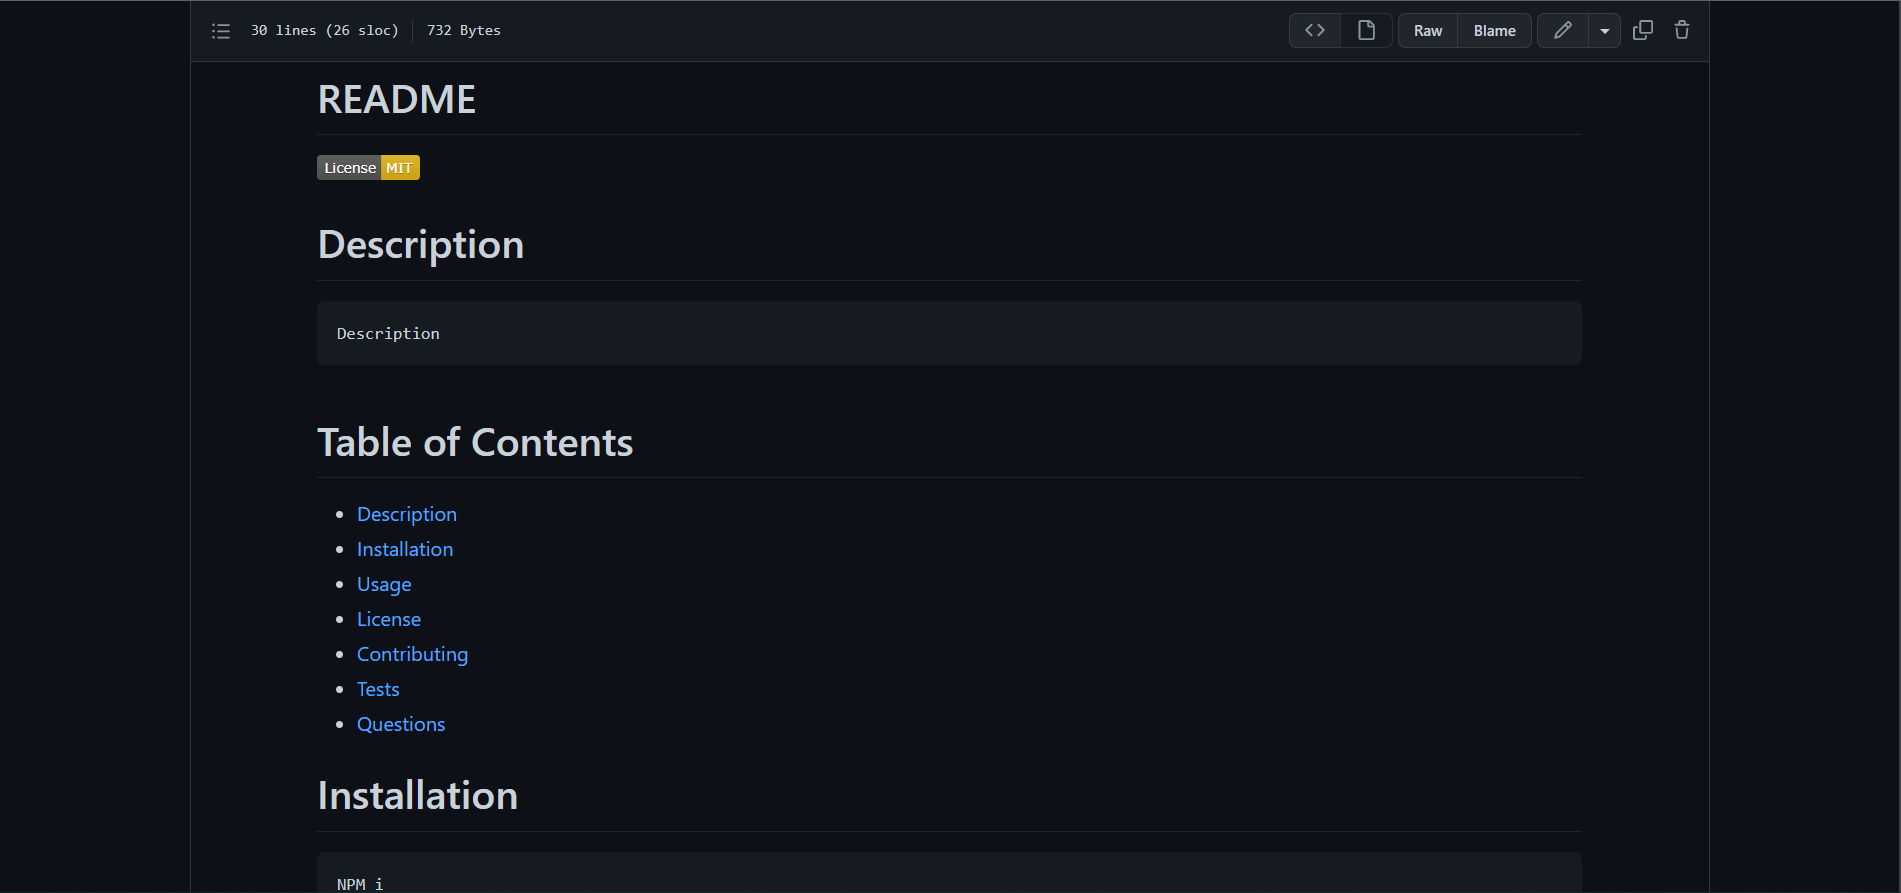 30 lines (26 sloc) 732 Bytes Raw Blame
README
License MIT
Description
Description
Table of Contents
Description
Installation
Usage
License
Contributing
Tests
Questions
Installation
NPM i